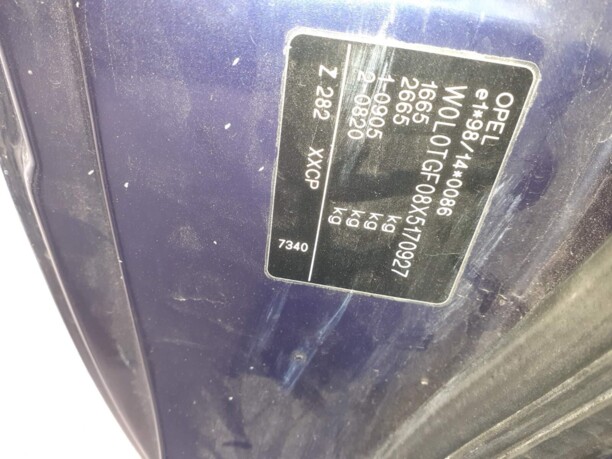 OPEL
e1*98/14*0086
W0L0TGF08X5170927
1665 kg
2665 kg
1-0905 kg
2-0820 kg
Z 282 XXCP 7340